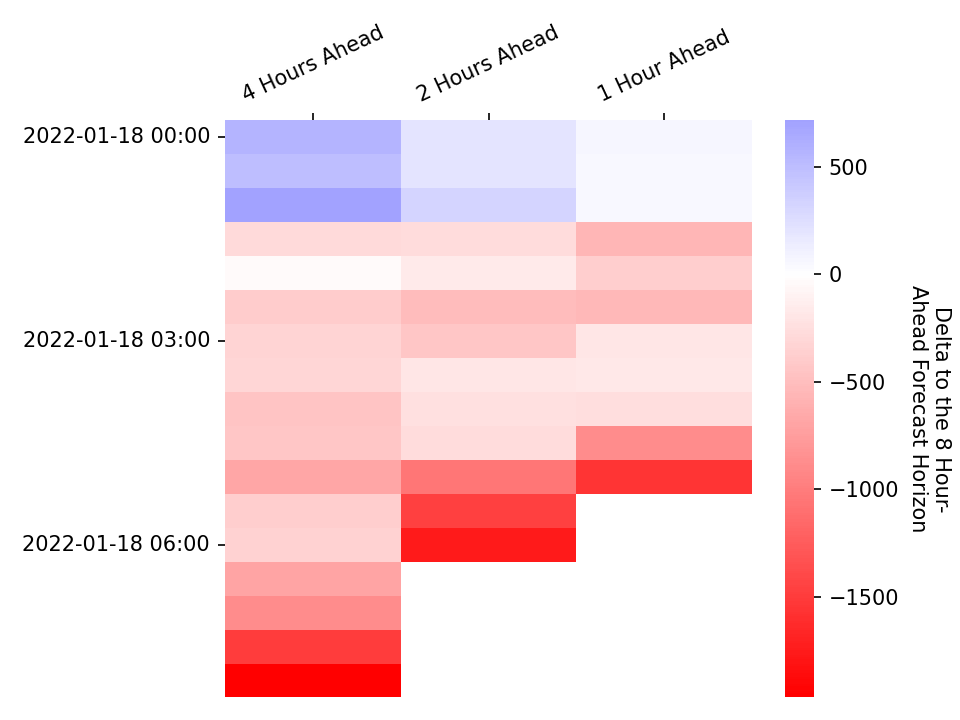 4 Hours Ahead
2 Hours Ahead
1 Hour Ahead
2022-01-18 00:00
2022-01-18 03:00
2022-01-18 06:00
500
0
−500
−1000
−1500
Delta to the 8 Hour-
Ahead Forecast Horizon